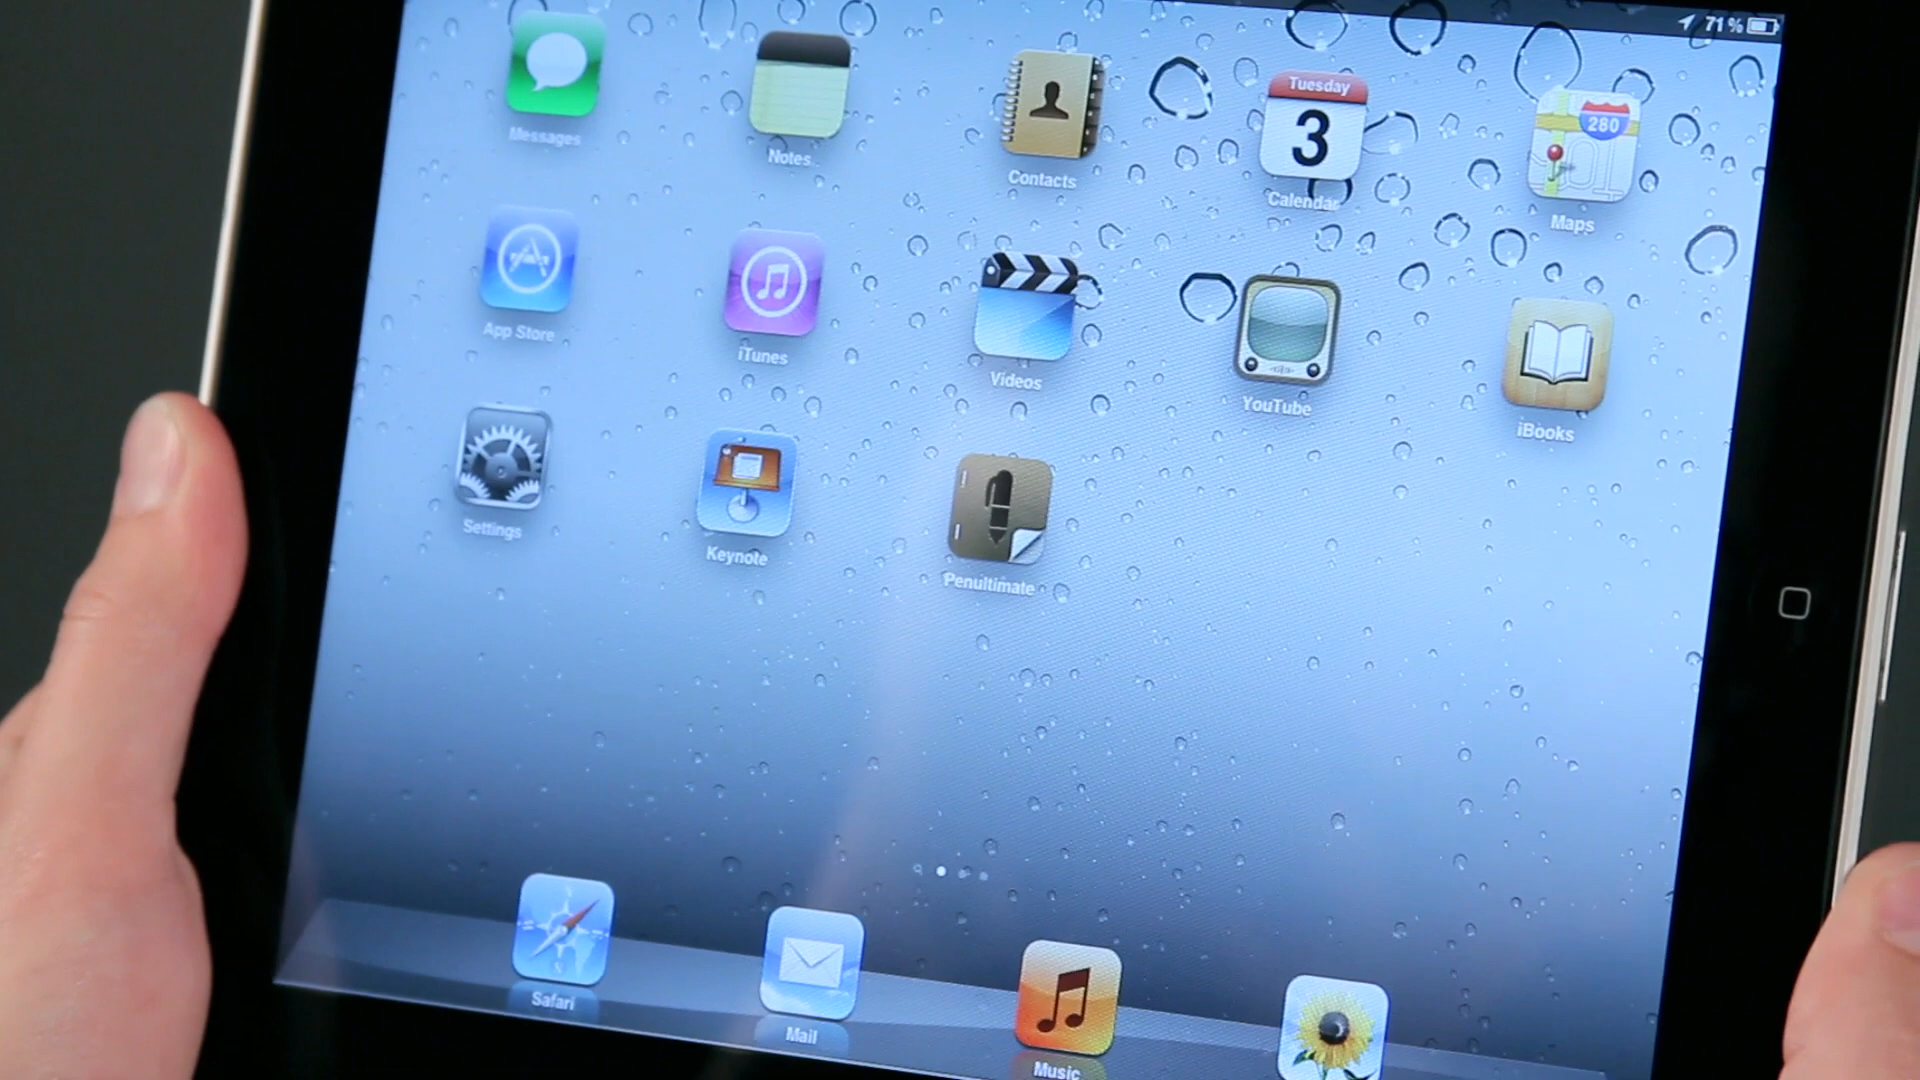 71%
Messages
Notes
Contacts
Tuesday
3
Calendar
280
Maps
App Store
iTunes
Videos
YouTube
iBooks
Settings
Keynote
Penultimate
Safari
Mail
Music